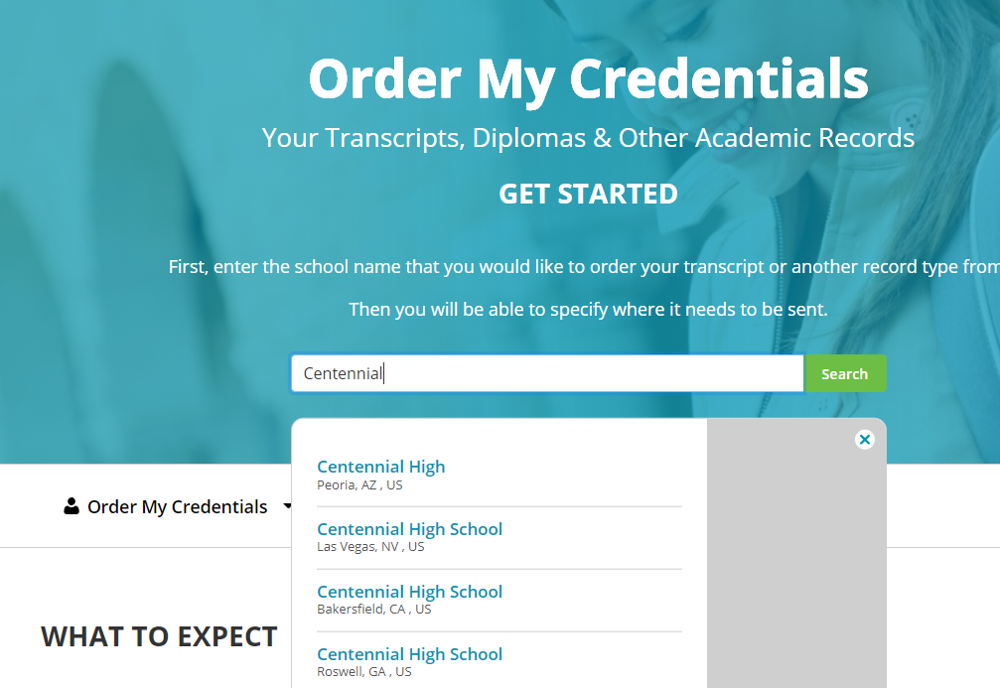 Order My Credentials
Your Transcripts, Diplomas & Other Academic Records
GET STARTED
First, enter the school name that you would like to order your transcript or another record type from
Then you will be able to specify where it needs to be sent.
Centennial
Search
Centennial High
Peoria, AZ , US
Order My Credentials
Centennial High School
Las Vegas, NV , US
Centennial High School
Bakersfield, CA , US
WHAT TO EXPECT
Centennial High School
Roswell, GA , US